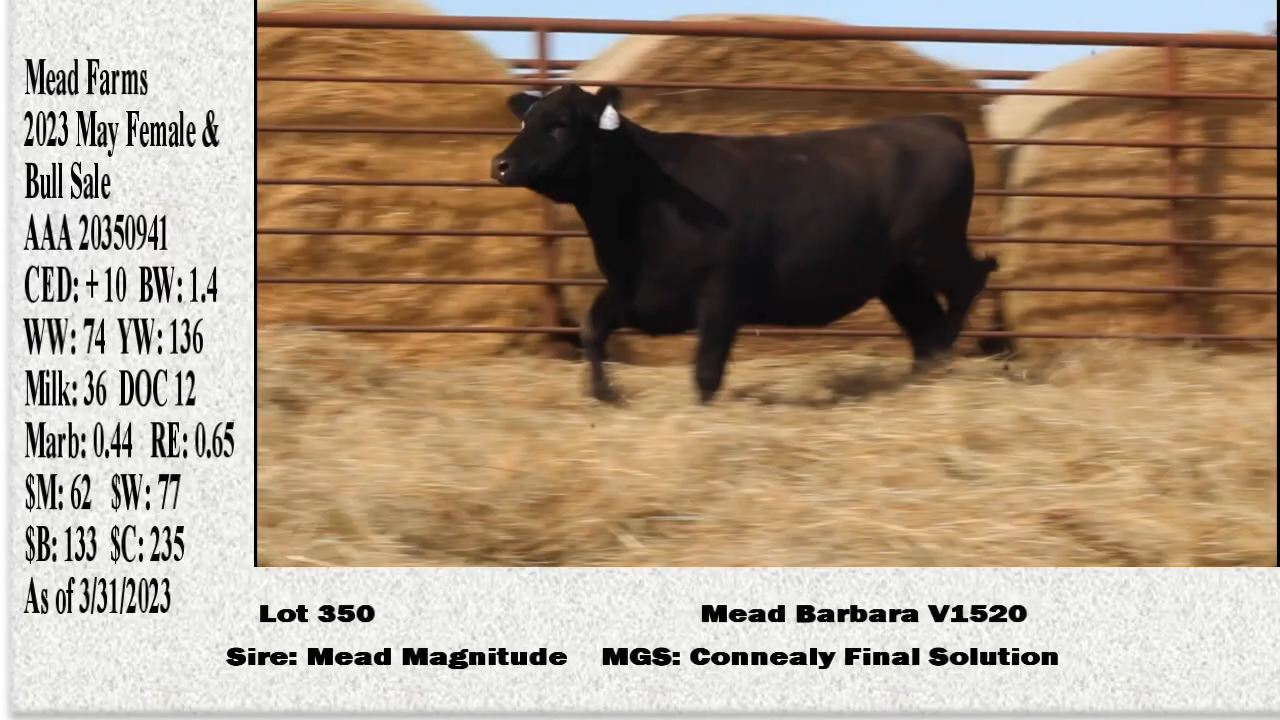 Mead Farms
2023 May Female &
Bull Sale
AAA 20350941
CED: +10 BW: 1.4
WW: 74 YW: 136
Milk: 36 DOC 12
Marb: 0.44 RE: 0.65
$M: 62 $W: 77
$B: 133 $C: 235
As of 3/31/2023
Lot 350 Mead Barbara V1520
Sire: Mead Magnitude MGS: Connealy Final Solution